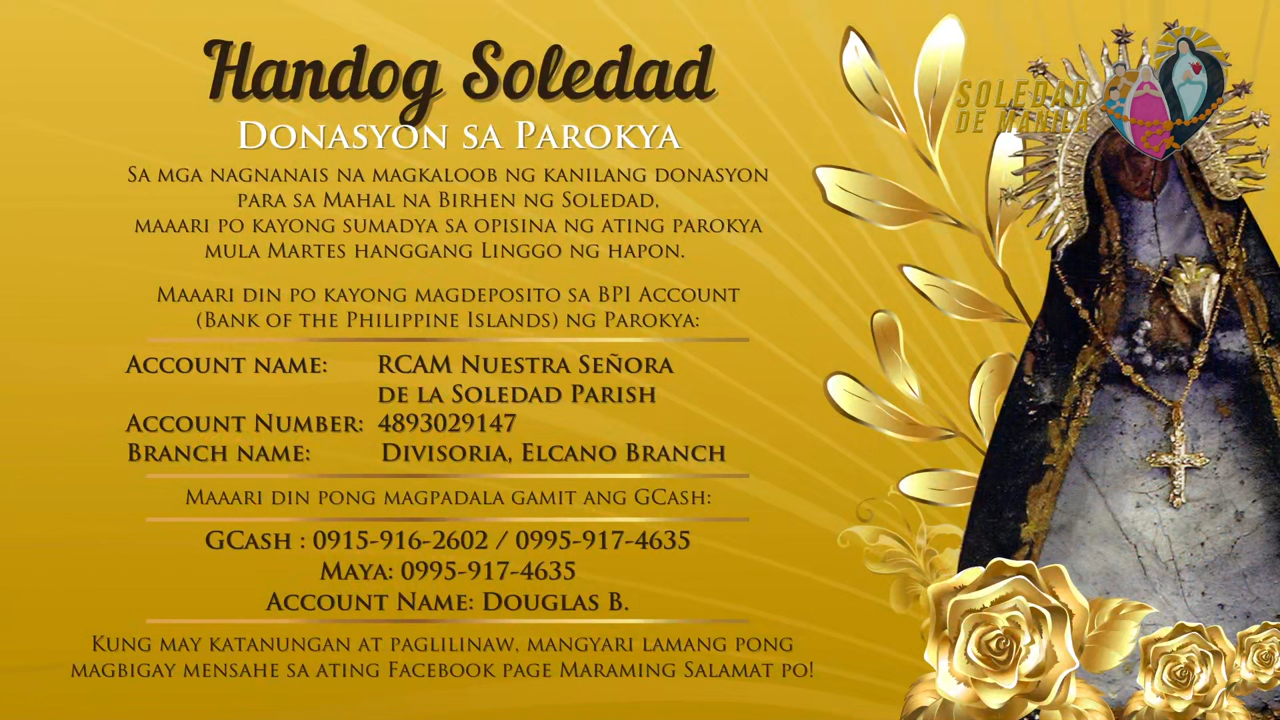 Handog Soledad
Donasyon sa Parokya
SOLEDAD
DE MANILA
Sa mga nagnanais na magkaloob ng kanilang donasyon
para sa Mahal na Birhen ng Soledad,
maaari po kayong sumadya sa opisina ng ating parokya
mula Martes hanggang Linggo ng hapon.
Maaari din po kayong magdeposito sa BPI Account
(Bank of the Philippine Islands) ng Parokya:
Account name: RCAM Nuestra Señora
de la Soledad Parish
Account Number: 4893029147
Branch name: Divisoria, Elcano Branch
Maaari din pong magpadala gamit ang GCash:
GCash : 0915-916-2602 / 0995-917-4635
Maya: 0995-917-4635
Account Name: Douglas B.
Kung may katanungan at paglilinaw, mangyari lamang pong
magbigay mensahe sa ating Facebook page Maraming Salamat po!